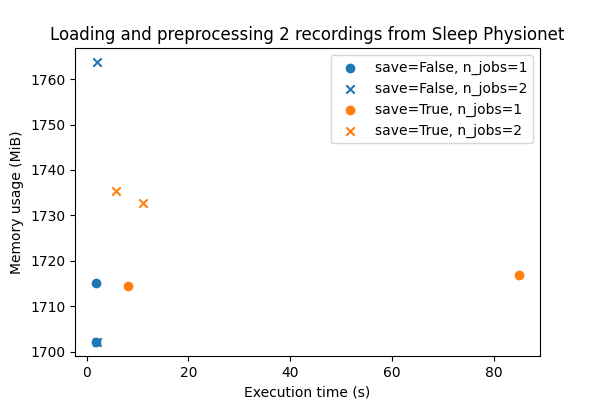 Loading and preprocessing 2 recordings from Sleep Physionet
save=False, n_jobs=1
save=False, n_jobs=2
save=True, n_jobs=1
save=True, n_jobs=2
Memory usage (MiB)
1760
1750
1740
1730
1720
1710
1700
0 20 40 60 80
Execution time (s)